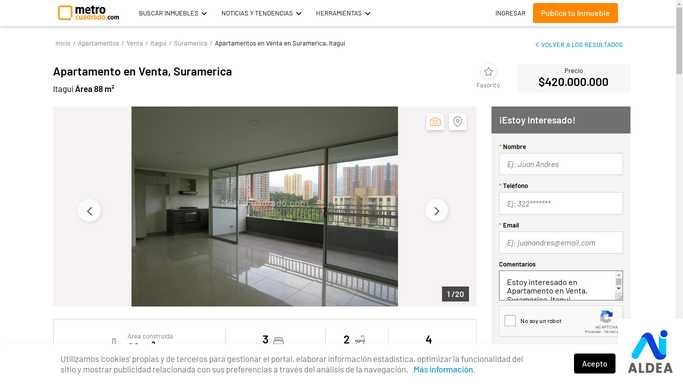 metro
cuadrado.com
BUSCAR INMUEBLES
NOTICIAS Y TENDENCIAS
HERRAMIENTAS
INGRESAR
Publica tu Inmueble
Inicio / Apartamentos / Venta / Itagui / Suramerica / Apartamentos en Venta en Suramerica, Itagui
VOLVER A LOS RESULTADOS
Apartamento en Venta, Suramerica
Itagui Área 88 m²
Favorito
Precio
$420.000.000
1 / 20
¡Estoy Interesado!
* Nombre
Ej: Juan Andres
* Teléfono
Ej: 322*******
* Email
Ej: juanandres@email.com
Comentarios
Estoy interesado en
Apartamento en Venta,
Suramerica, Itagui
No soy un robot
reCAPTCHA
Privacidad - Términos
Área construida
3
2
4
Utilizamos 'cookies' propias y de terceros para gestionar el portal, elaborar información estadística, optimizar la funcionalidad del
sitio y mostrar publicidad relacionada con sus preferencias a través del análisis de la navegación. Más información.
Acepto
ALDEA